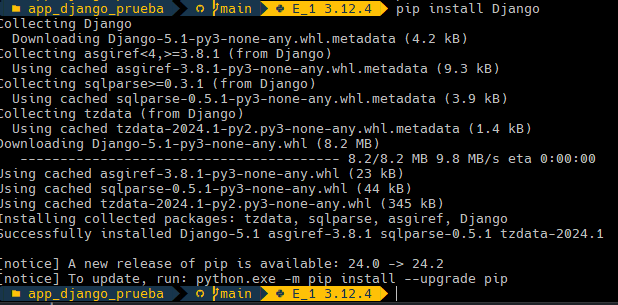 app_django_prueba main E_1 3.12.4 pip install Django
Collecting Django
Downloading Django-5.1-py3-none-any.whl.metadata (4.2 kB)
Collecting asgiref<4,>=3.8.1 (from Django)
Using cached asgiref-3.8.1-py3-none-any.whl.metadata (9.3 kB)
Collecting sqlparse>=0.3.1 (from Django)
Using cached sqlparse-0.5.1-py3-none-any.whl.metadata (3.9 kB)
Collecting tzdata (from Django)
Using cached tzdata-2024.1-py2.py3-none-any.whl.metadata (1.4 kB)
Downloading Django-5.1-py3-none-any.whl (8.2 MB)
---------------------------------------- 8.2/8.2 MB 9.8 MB/s eta 0:00:00
Using cached asgiref-3.8.1-py3-none-any.whl (23 kB)
Using cached sqlparse-0.5.1-py3-none-any.whl (44 kB)
Using cached tzdata-2024.1-py2.py3-none-any.whl (345 kB)
Installing collected packages: tzdata, sqlparse, asgiref, Django
Successfully installed Django-5.1 asgiref-3.8.1 sqlparse-0.5.1 tzdata-2024.1
[notice] A new release of pip is available: 24.0 -> 24.2
[notice] To update, run: python.exe -m pip install --upgrade pip
app_django_prueba main E_1 3.12.4